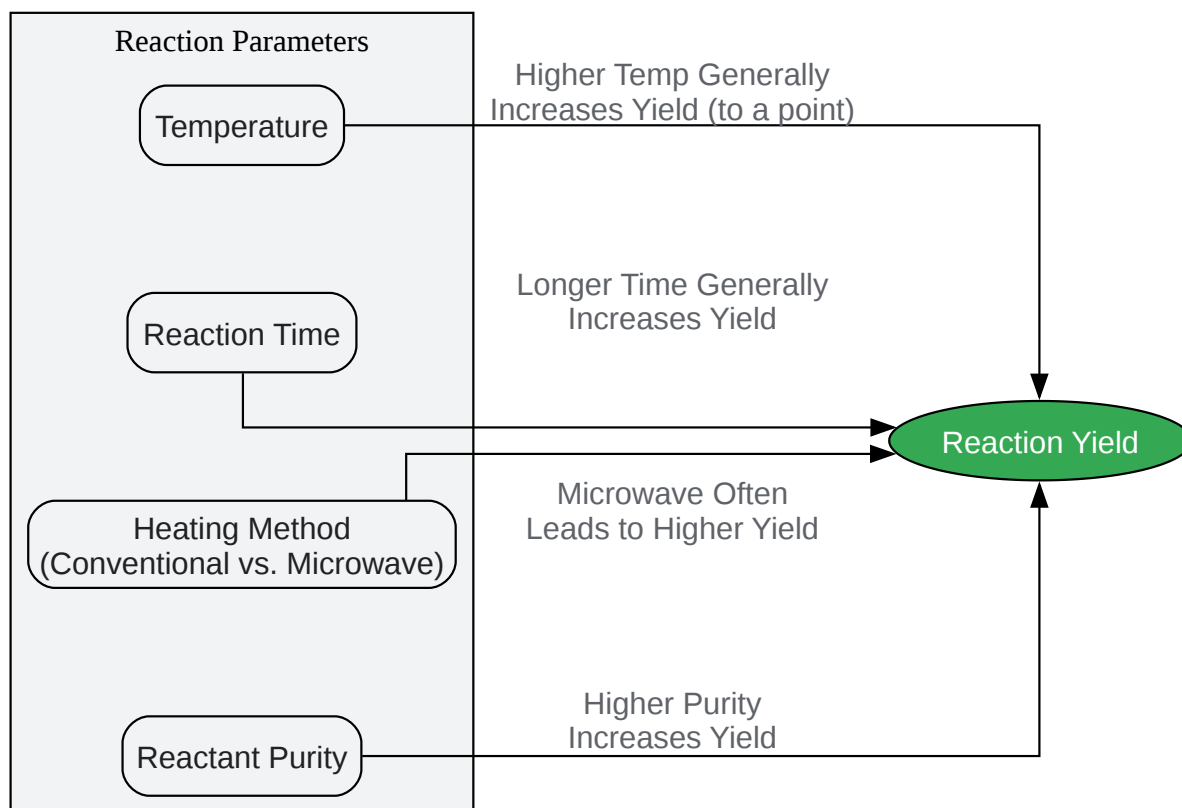 Reaction Parameters
Temperature
Higher Temp Generally
Increases Yield (to a point)
Reaction Time
Longer Time Generally
Increases Yield
Reaction Yield
Heating Method
(Conventional vs. Microwave)
Microwave Often
Leads to Higher Yield
Reactant Purity
Higher Purity
Increases Yield